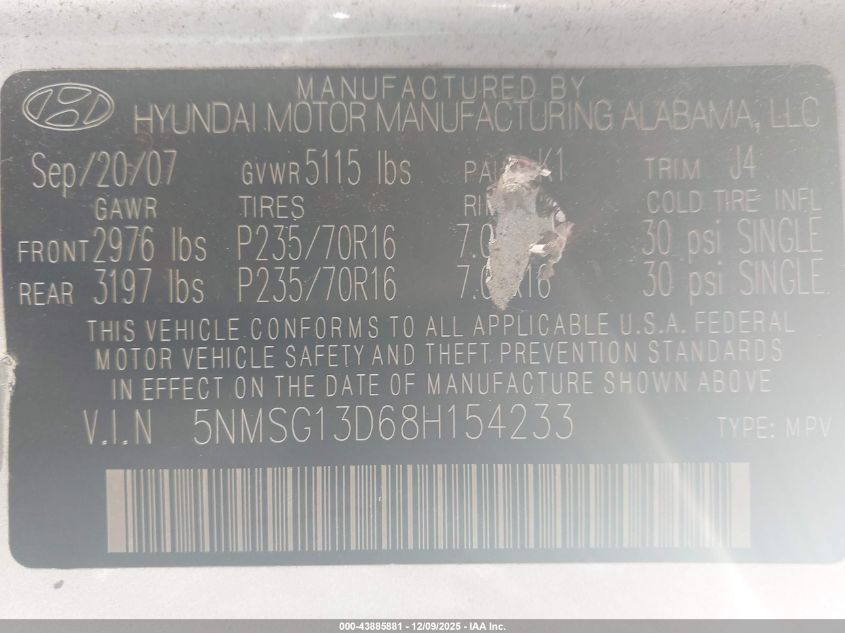 MANUFACTURED BY
HYUNDAI MOTOR MANUFACTURING ALABAMA, LLC
Sep/20/07 GVWR 5115 lbs TRIM J4
GAWR TIRES COLD TIRE INFL
FRONT 2976 lbs P235/70R16 30 psi SINGLE
REAR 3197 lbs P235/70R16 30 psi SINGLE
THIS VEHICLE CONFORMS TO ALL APPLICABLE U.S.A. FEDERAL
MOTOR VEHICLE SAFETY AND THEFT PREVENTION STANDARDS
IN EFFECT ON THE DATE OF MANUFACTURE SHOWN ABOVE
V.I.N 5NMSG13D68H154233 TYPE: MPV
000-43885881 | 12/09/2025 - IAA Inc.